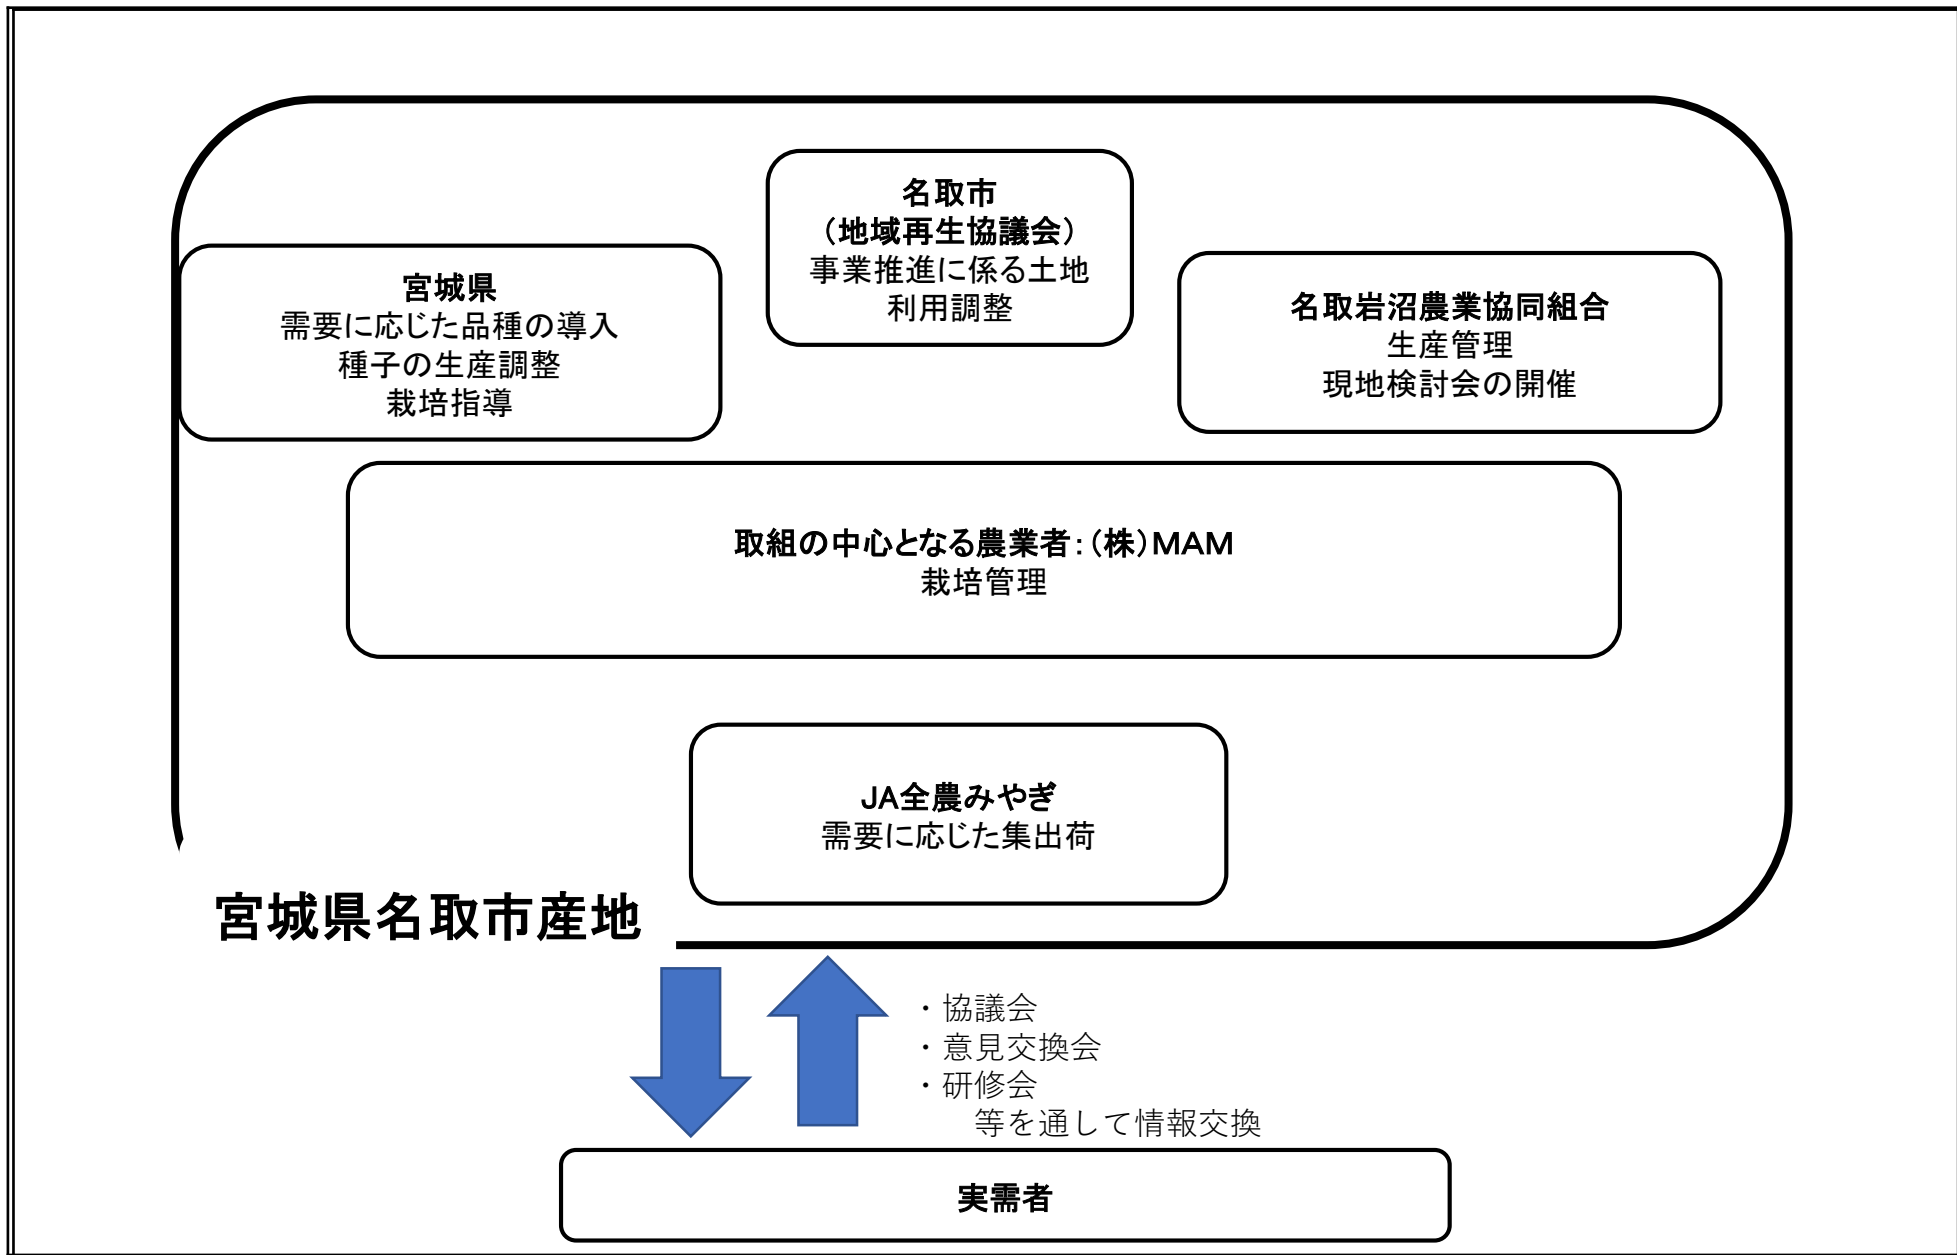 名取市
（地域再生協議会）
事業推進に係る土地
利用調整
宮城県
需要に応じた品種の導入
種子の生産調整
栽培指導
名取岩沼農業協同組合
生産管理
現地検討会の開催
取組の中心となる農業者：（株）MAM
栽培管理
JA全農みやぎ
需要に応じた集出荷
宮城県名取市産地
・協議会
・意見交換会
・研修会
等を通して情報交換
実需者